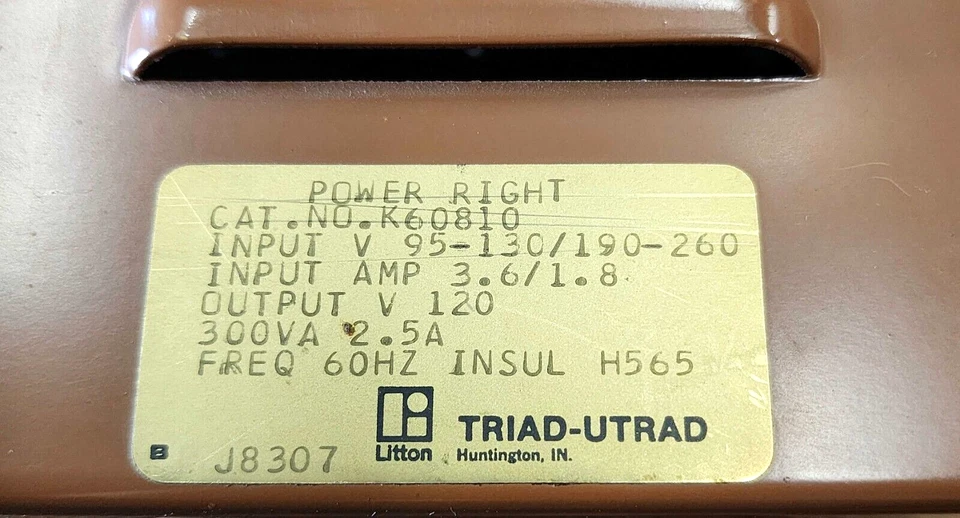 POWER RIGHT
CAT.NO.K60810
INPUT V 95-130/190-260
INPUT AMP 3.6/1.8
OUTPUT V 120
300VA 2.5A
FREQ 60HZ INSUL H565
TRIAD-UTRAD
Litton Huntington, IN.
B J8307